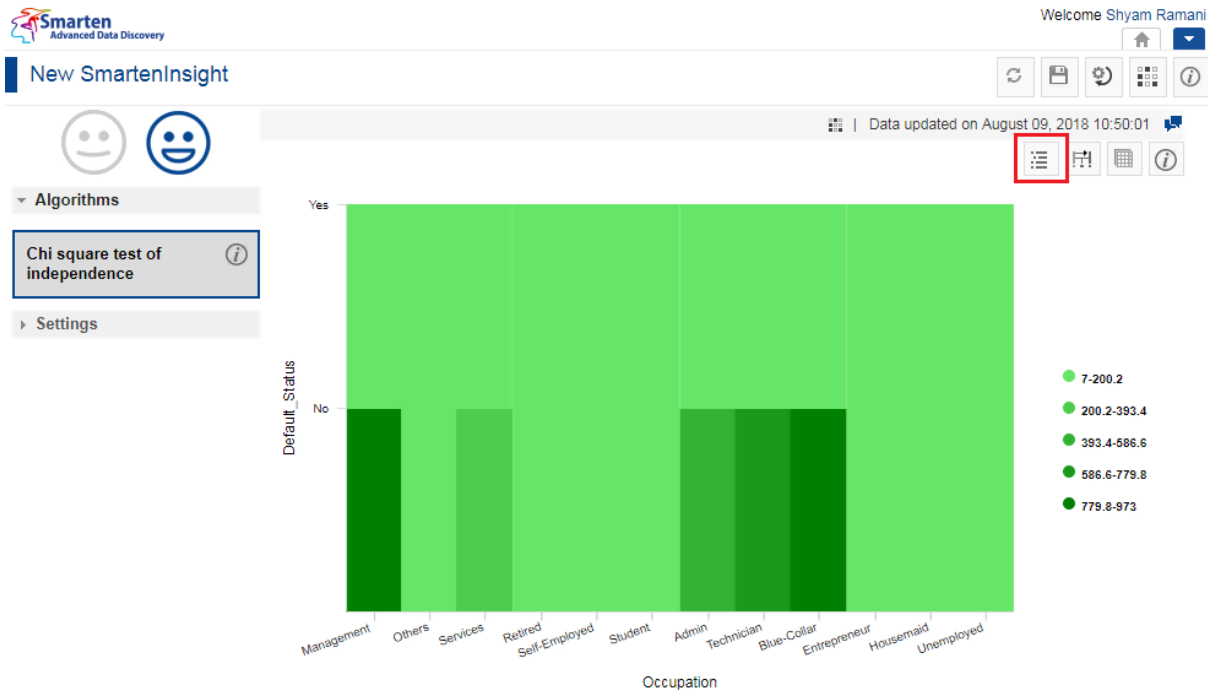 Smarten
Advanced Data Discovery
Welcome Shyam Ramani
New SmartenInsight
| Data updated on August 09, 2018 10:50:01
Algorithms
Chi square test of
independence
Settings
Yes
No
Default_Status
7-200.2
200.2-393.4
393.4-586.6
586.6-779.8
779.8-973
Management
Others
Services
Retired
Self-Employed
Student
Admin
Technician
Blue-Collar
Entrepreneur
Housemaid
Unemployed
Occupation